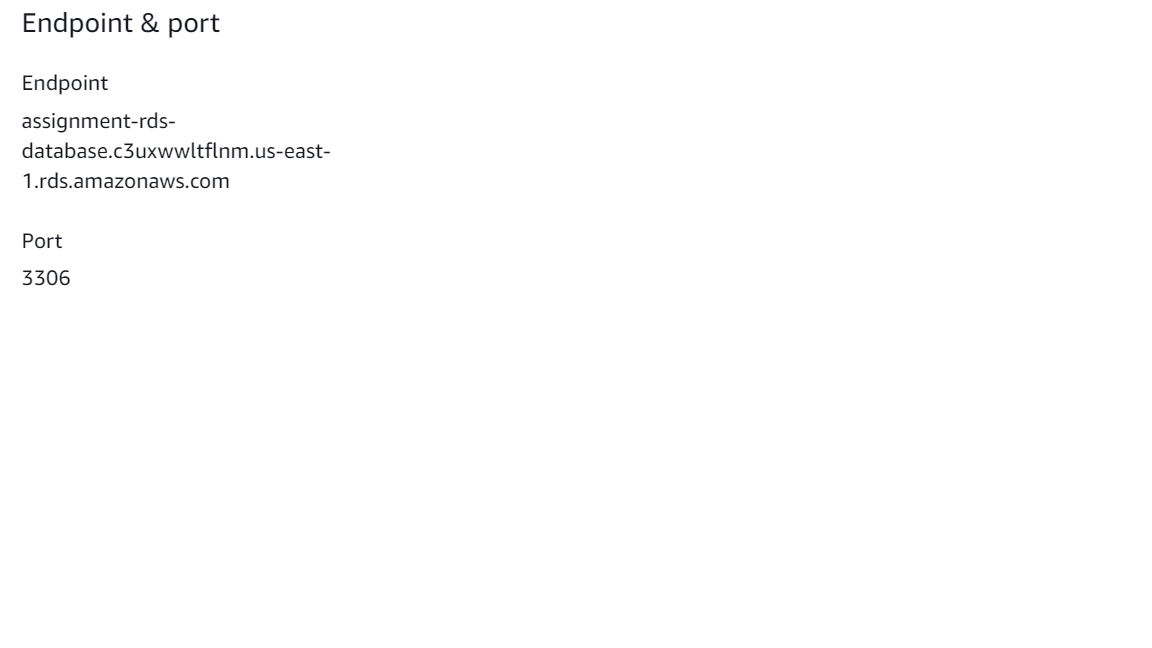 Endpoint & port
Endpoint
assignment-rds-
database.c3uxwwltflnm.us-east-
1.rds.amazonaws.com
Port
3306